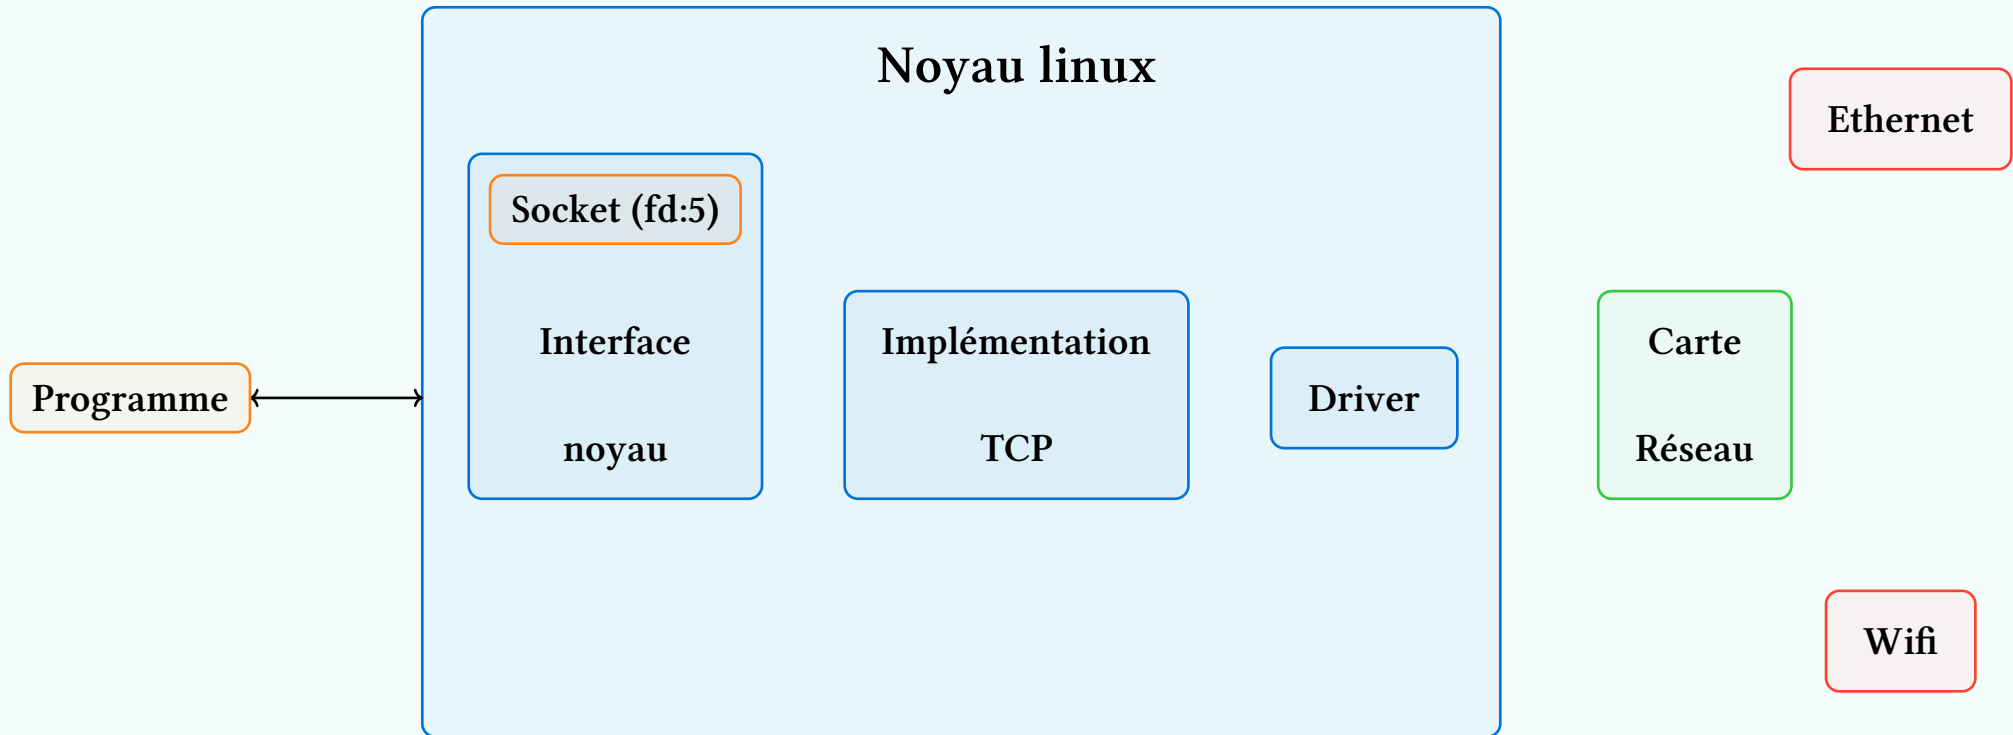 Noyau linux
Ethernet
Socket (fd:5)
Interface
noyau
Implémentation
TCP
Driver
Carte
Réseau
Programme
Wifi